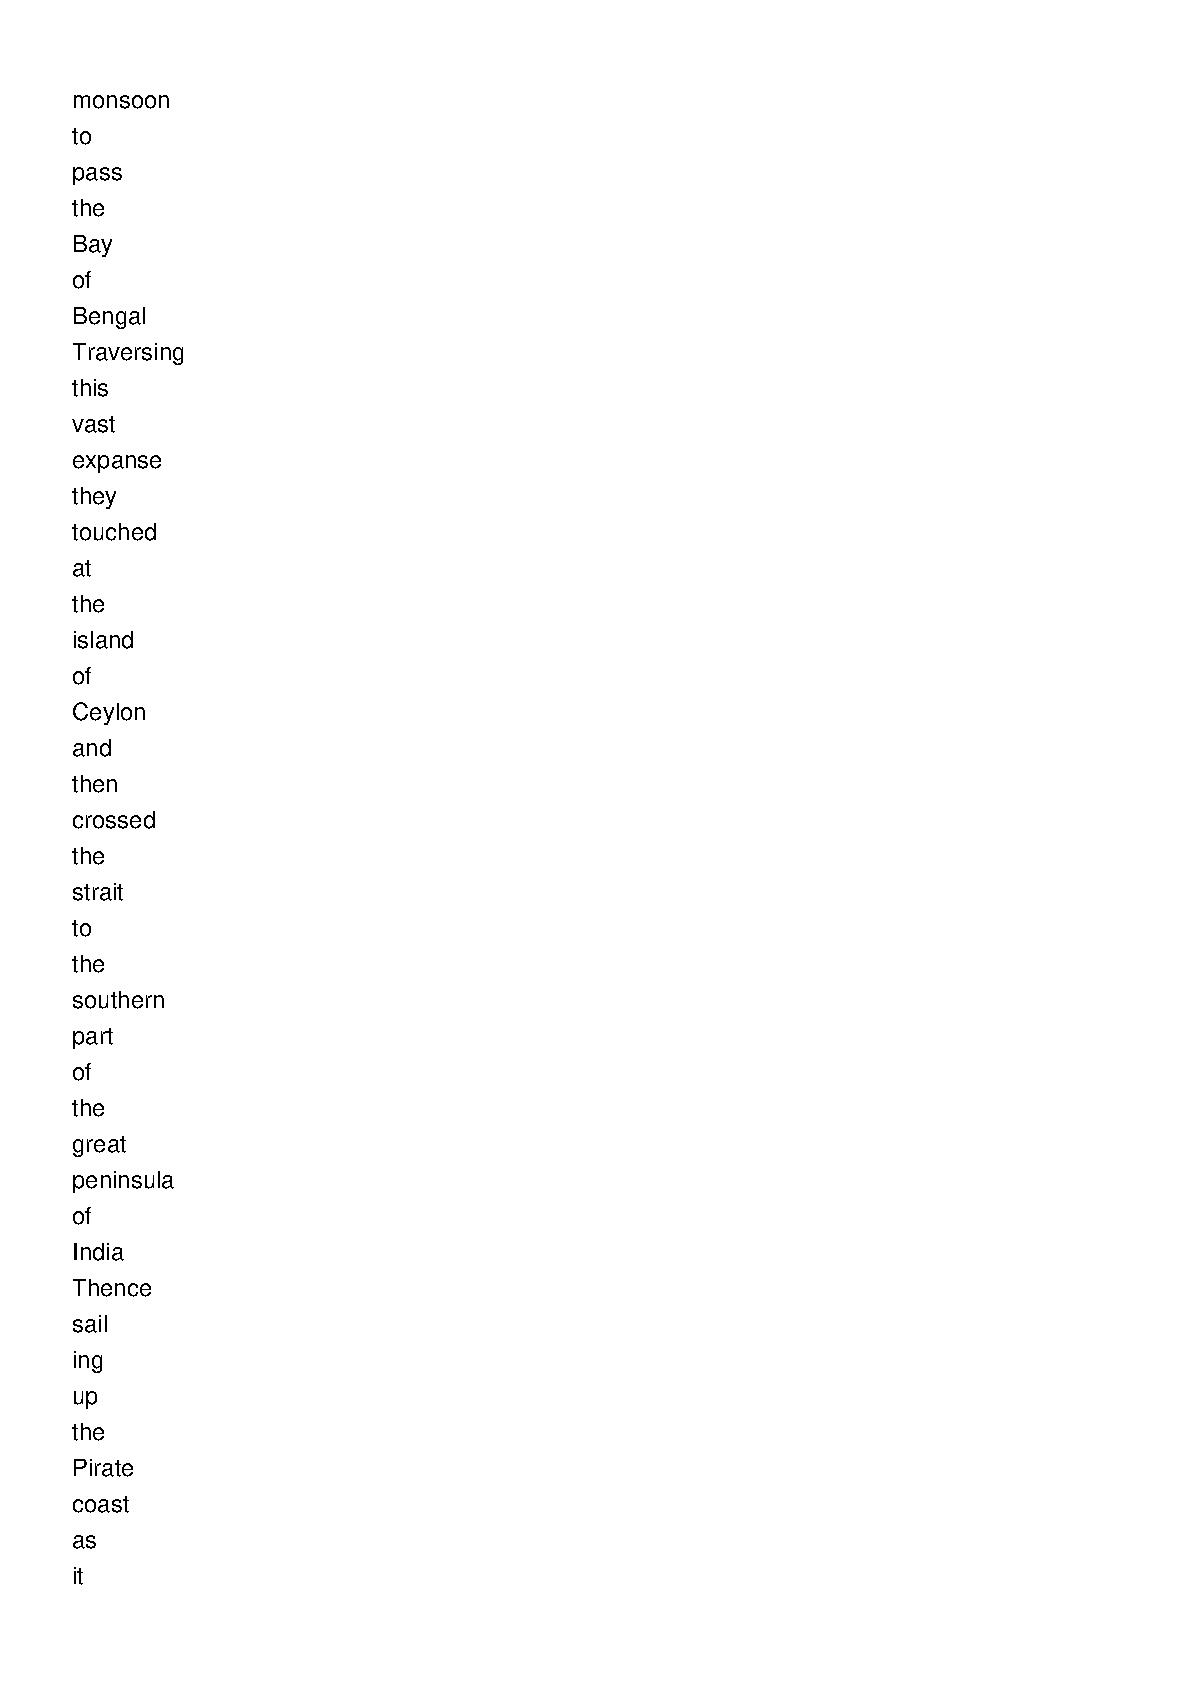 monsoon
to
pass
the
Bay
of
Bengal
Traversing
this
vast
expanse
they
touched
at
the
island
of
Ceylon
and
then
crossed
the
strait
to
the
southern
part
of
the
great
peninsula
of
India
Thence
sail
ing
up
the
Pirate
coast
as
it